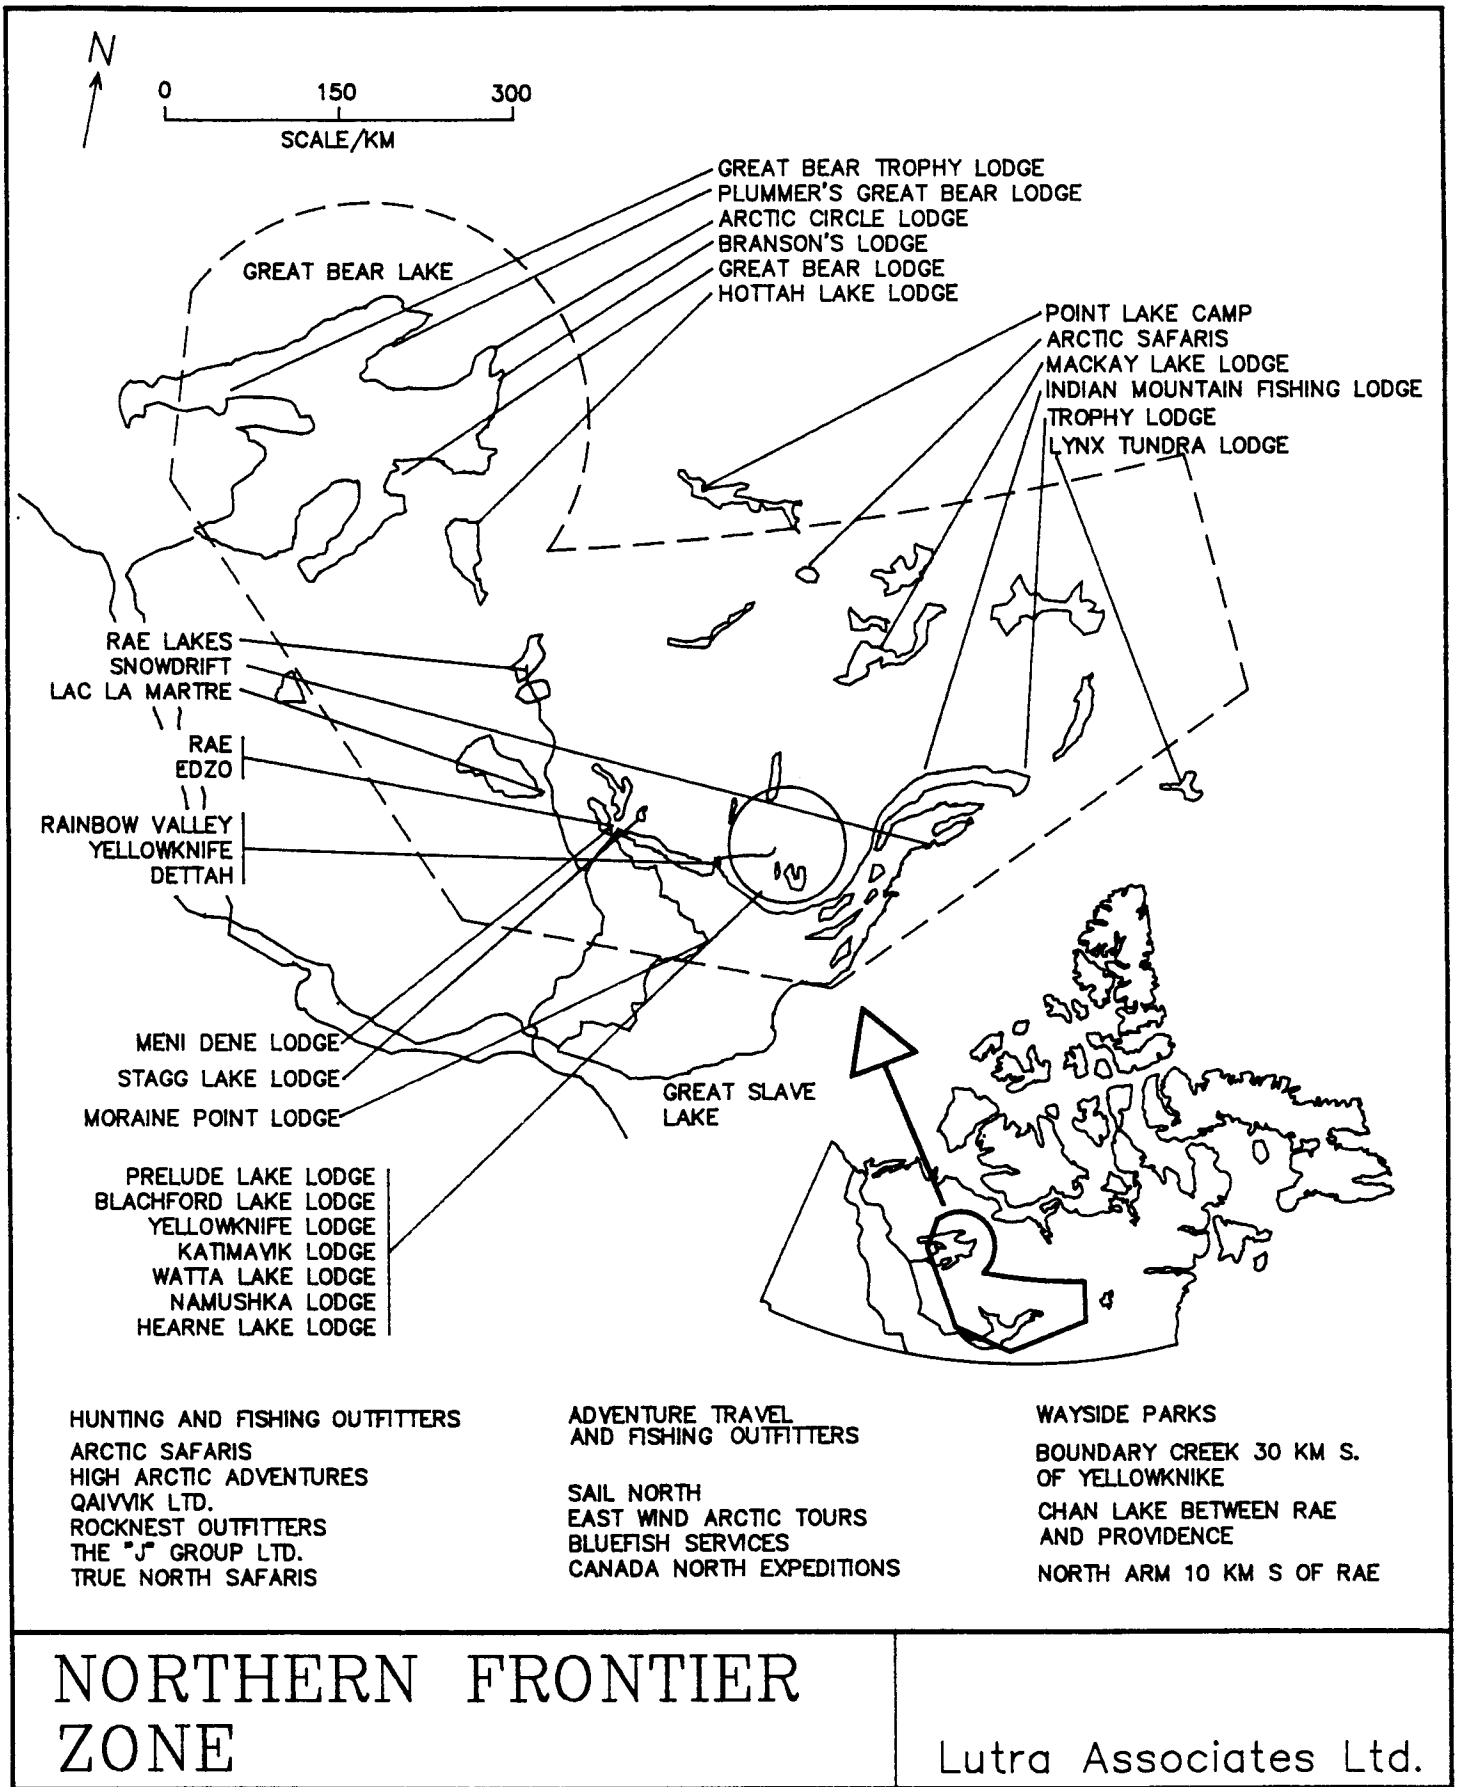 N
0 150 300
SCALE/KM
GREAT BEAR TROPHY LODGE
PLUMMER'S GREAT BEAR LODGE
ARCTIC CIRCLE LODGE
BRANSON'S LODGE
GREAT BEAR LODGE
HOTTAH LAKE LODGE
GREAT BEAR LAKE
POINT LAKE CAMP
ARCTIC SAFARIS
MACKAY LAKE LODGE
INDIAN MOUNTAIN FISHING LODGE
TROPHY LODGE
LYNX TUNDRA LODGE
RAE LAKES
SNOWDRIFT
LAC LA MARTRE
RAE
EDZO
RAINBOW VALLEY
YELLOWKNIFE
DETTAH
MENI DENE LODGE
STAGG LAKE LODGE
MORAINE POINT LODGE
GREAT SLAVE
LAKE
PRELUDE LAKE LODGE
BLACHFORD LAKE LODGE
YELLOWKNIFE LODGE
KATIMAVIK LODGE
WATTA LAKE LODGE
NAMUSHKA LODGE
HEARNE LAKE LODGE
HUNTING AND FISHING OUTFITTERS
ARCTIC SAFARIS
HIGH ARCTIC ADVENTURES
QAIVVIK LTD.
ROCKNEST OUTFITTERS
THE "J" GROUP LTD.
TRUE NORTH SAFARIS
ADVENTURE TRAVEL
AND FISHING OUTFITTERS
SAIL NORTH
EAST WIND ARCTIC TOURS
BLUEFISH SERVICES
CANADA NORTH EXPEDITIONS
WAYSIDE PARKS
BOUNDARY CREEK 30 KM S.
OF YELLOWKNIKE
CHAN LAKE BETWEEN RAE
AND PROVIDENCE
NORTH ARM 10 KM S OF RAE
NORTHERN FRONTIER
ZONE
Lutra Associates Ltd.